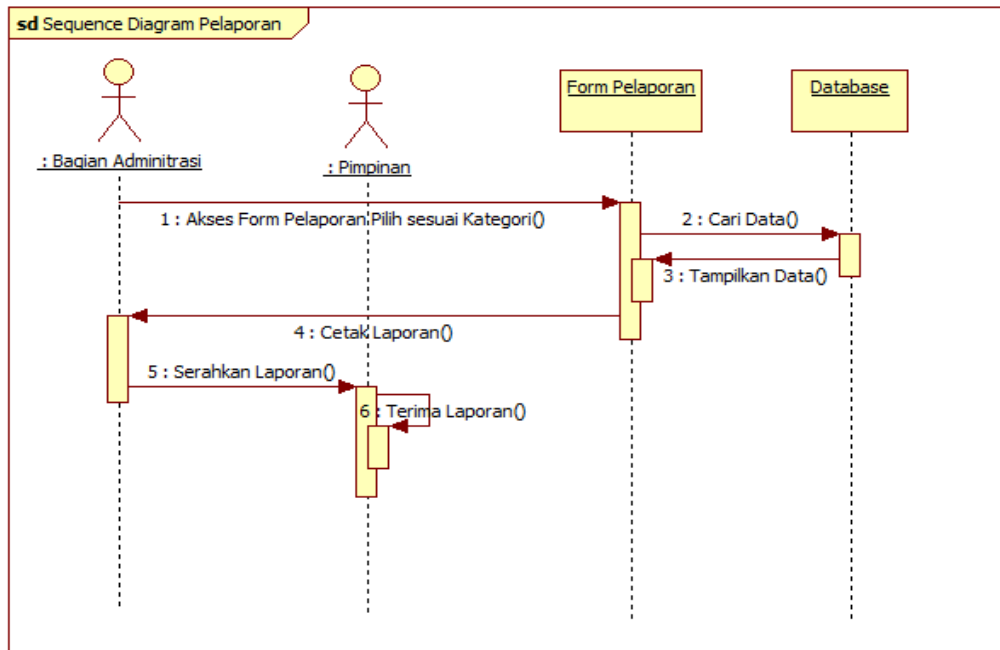 sd Sequence Diagram Pelaporan
: Bagian Adminitrasi
: Pimpinan
Form Pelaporan
Database
1 : Akses Form Pelaporan Pilih sesuai Kategori()
2 : Cari Data()
3 : Tampilkan Data()
4 : Cetak Laporan()
5 : Serahkan Laporan()
6 : Terima Laporan()